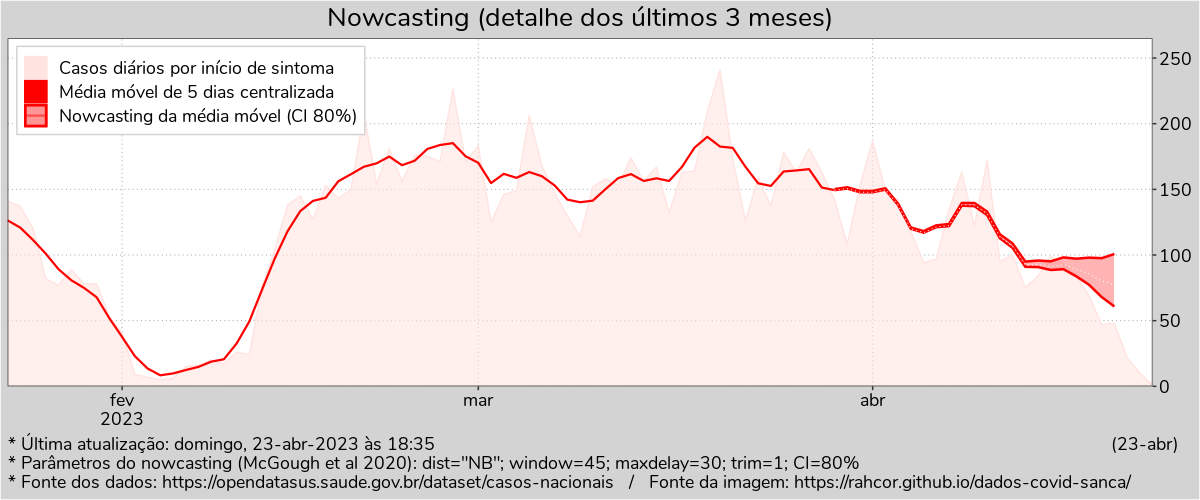 Nowcasting (detalhe dos últimos 3 meses)
Casos diários por início de sintoma
Média móvel de 5 dias centralizada
Nowcasting da média móvel (CI 80%)
250
200
150
100
50
0
fev
2023
mar
abr
* Última atualização: domingo, 23-abr-2023 às 18:35
(23-abr)
* Parâmetros do nowcasting (McGough et al 2020): dist="NB"; window=45; maxdelay=30; trim=1; CI=80%
* Fonte dos dados: https://opendatasus.saude.gov.br/dataset/casos-nacionais / Fonte da imagem: https://rahcor.github.io/dados-covid-sanca/